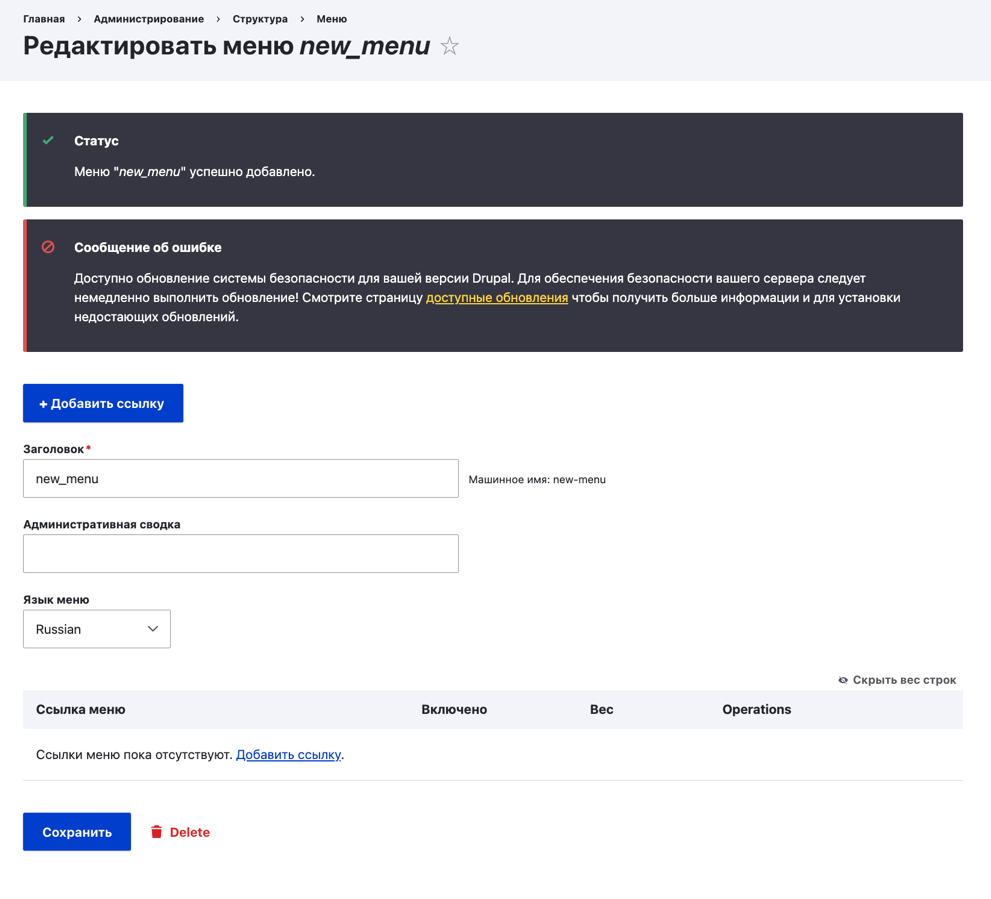 Главная › Администрирование › Структура › Меню
Редактировать меню new_menu
Статус
Меню "new_menu" успешно добавлено.
Сообщение об ошибке
Доступно обновление системы безопасности для вашей версии Drupal. Для обеспечения безопасности вашего сервера следует
немедленно выполнить обновление! Смотрите страницу доступные обновления чтобы получить больше информации и для установки
недостающих обновлений.
+ Добавить ссылку
Заголовок*
new_menu Машинное имя: new-menu
Административная сводка
Язык меню
Russian
Скрыть вес строк
Ссылка меню Включено Вес Operations
Ссылки меню пока отсутствуют. Добавить ссылку.
Сохранить Delete